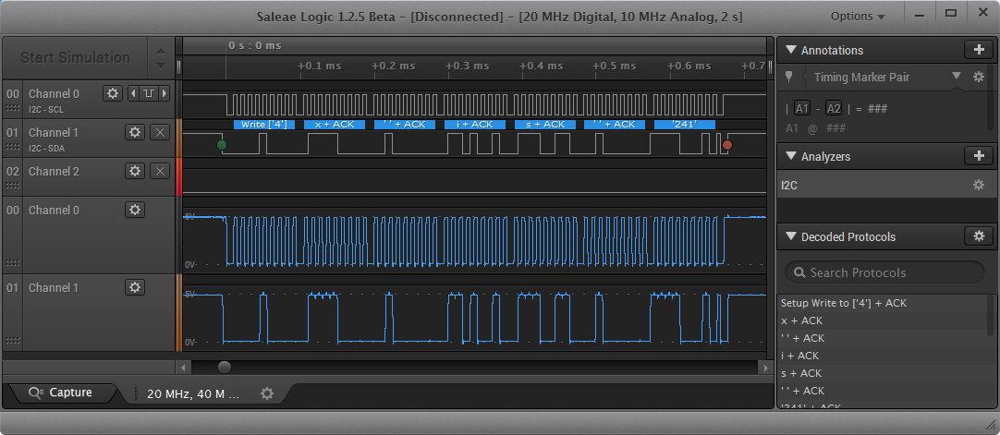 Saleae Logic 1.2.5 Beta - [Disconnected] - [20 MHz Digital, 10 MHz Analog, 2 s]
Options
Start Simulation
0 s : 0 ms
+0.1 ms
+0.2 ms
+0.3 ms
+0.4 ms
+0.5 ms
+0.6 ms
+0.7
00
Channel 0
I2C - SCL
Write ['4']
x + ACK
' ' + ACK
i + ACK
s + ACK
' ' + ACK
'241'
01
Channel 1
I2C - SDA
02
Channel 2
00
Channel 0
5V
0V
01
Channel 1
5V
0V
Capture
20 MHz, 40 M ...
Annotations
Timing Marker Pair
| A1 - A2 | = ###
A1 @ ###
Analyzers
I2C
Decoded Protocols
Search Protocols
Setup Write to ['4'] + ACK
x + ACK
' ' + ACK
i + ACK
s + ACK
' ' + ACK
'241' + ACK